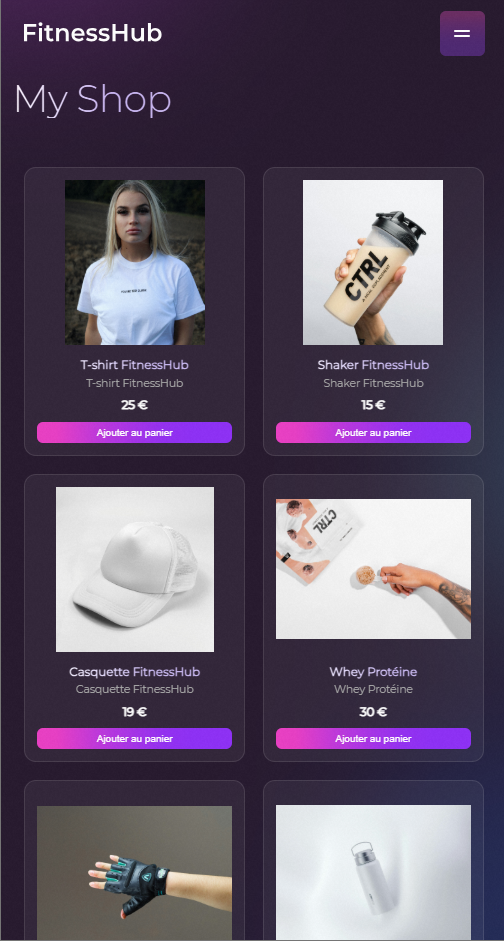 FitnessHub
My Shop
T-shirt FitnessHub
T-shirt FitnessHub
25 €
Ajouter au panier
CTRL
Shaker FitnessHub
Shaker FitnessHub
15 €
Ajouter au panier
Casquette FitnessHub
Casquette FitnessHub
19 €
Ajouter au panier
CTRL
Whey Protéine
Whey Protéine
30 €
Ajouter au panier